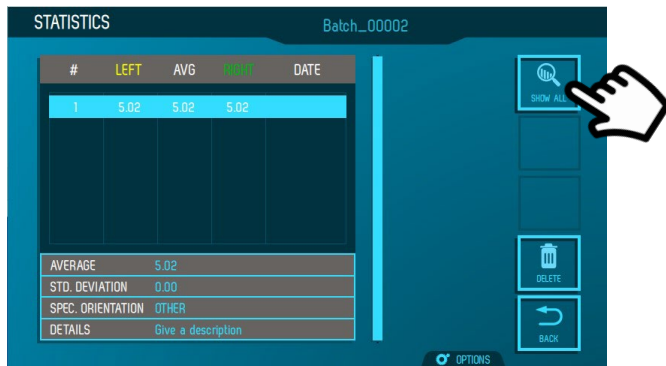 STATISTICS
Batch_00002
# LEFT AVG RIGHT DATE
1 5.02 5.02 5.02
AVERAGE 5.02
STD. DEVIATION 0.00
SPEC. ORIENTATION OTHER
DETAILS Give a description
SHOW ALL
DELETE
BACK
OPTIONS